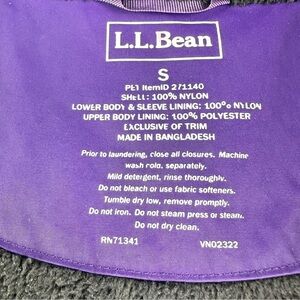 L.L.Bean
S
PET ItemID 271140
SHELL: 100% NYLON
LOWER BODY & SLEEVE LINING: 100% NYLON
UPPER BODY LINING: 100% POLYESTER
EXCLUSIVE OF TRIM
MADE IN BANGLADESH
Prior to laundering, close all closures. Machine
wash cold, separately.
Mild detergent, rinse thoroughly.
Do not bleach or use fabric softeners.
Tumble dry low, remove promptly.
Do not iron. Do not steam press or steam.
Do not dry clean.
RN71341 VN02322